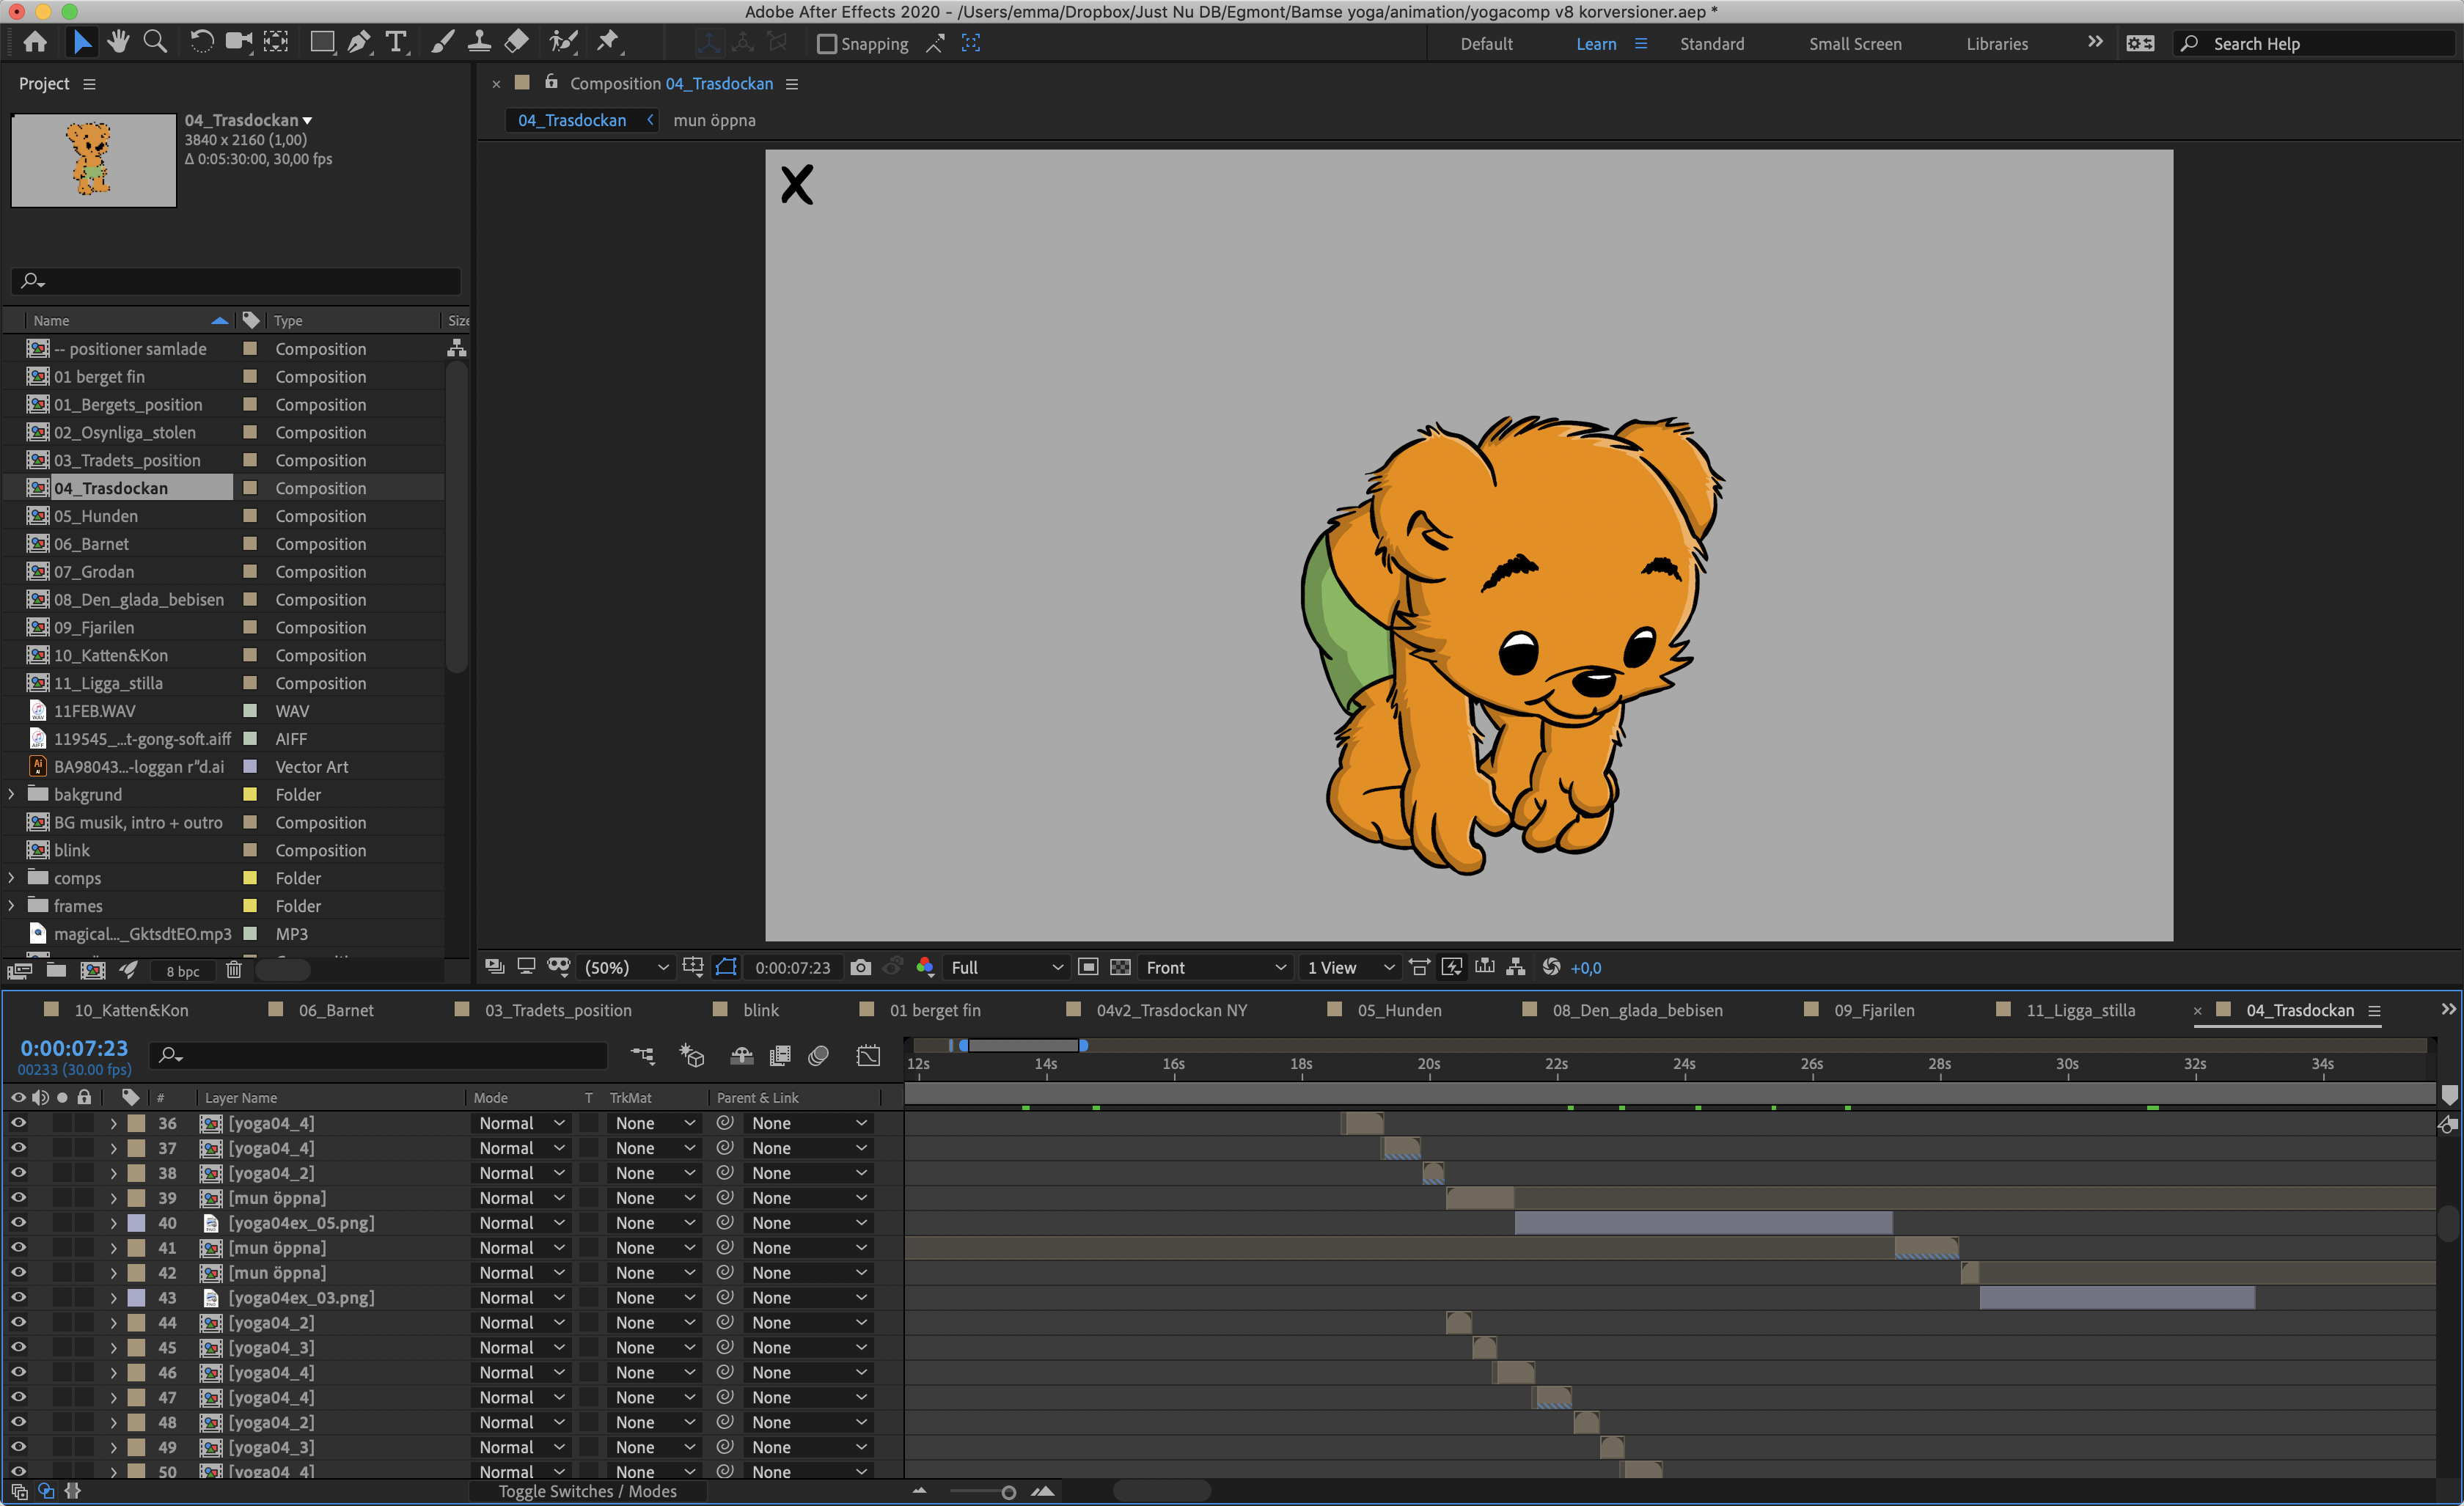 Adobe After Effects 2020 - /Users/emma/Dropbox/Just Nu DB/Egmont/Bamse yoga/animation/yogacomp v8 korversioner.aep *
T Snapping Default Learn Standard Small Screen Libraries Search Help
Project
04_Trasdockan
3840 x 2160 (1,00)
Δ 0:05:30:00, 30,00 fps
Composition 04_Trasdockan
04_Trasdockan mun öppna
X
Name Type Size
-- positioner samlade Composition
01 berget fin Composition
01_Bergets_position Composition
02_Osynliga_stolen Composition
03_Tradets_position Composition
04_Trasdockan Composition
05_Hunden Composition
06_Barnet Composition
07_Grodan Composition
08_Den_glada_bebisen Composition
09_Fjarilen Composition
10_Katten&Kon Composition
11_Ligga_stilla Composition
11FEB.WAV WAV
119545_...t-gong-soft.aiff AIFF
BA98043...-loggan r"d.ai Vector Art
bakgrund Folder
BG musik, intro + outro Composition
blink Composition
comps Folder
frames Folder
magical..._GktsdtEO.mp3 MP3
8 bpc
(50%) 0:00:07:23 Full Front 1 View +0,0
10_Katten&Kon 06_Barnet 03_Tradets_position blink 01 berget fin 04v2_Trasdockan NY 05_Hunden 08_Den_glada_bebisen 09_Fjarilen 11_Ligga_stilla 04_Trasdockan
0:00:07:23
00233 (30.00 fps)
12s 14s 16s 18s 20s 22s 24s 26s 28s 30s 32s 34s
# Layer Name Mode T TrkMat Parent & Link
36 [yoga04_4] Normal None None
37 [yoga04_4] Normal None None
38 [yoga04_2] Normal None None
39 [mun öppna] Normal None None
40 [yoga04ex_05.png] Normal None None
41 [mun öppna] Normal None None
42 [mun öppna] Normal None None
43 [yoga04ex_03.png] Normal None None
44 [yoga04_2] Normal None None
45 [yoga04_3] Normal None None
46 [yoga04_4] Normal None None
47 [yoga04_4] Normal None None
48 [yoga04_2] Normal None None
49 [yoga04_3] Normal None None
50 [yoga04_4] Normal None None
Toggle Switches / Modes